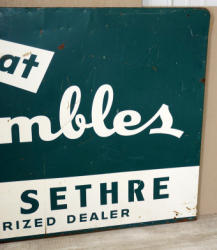 at
mbles
SETHRE
RIZED DEALER